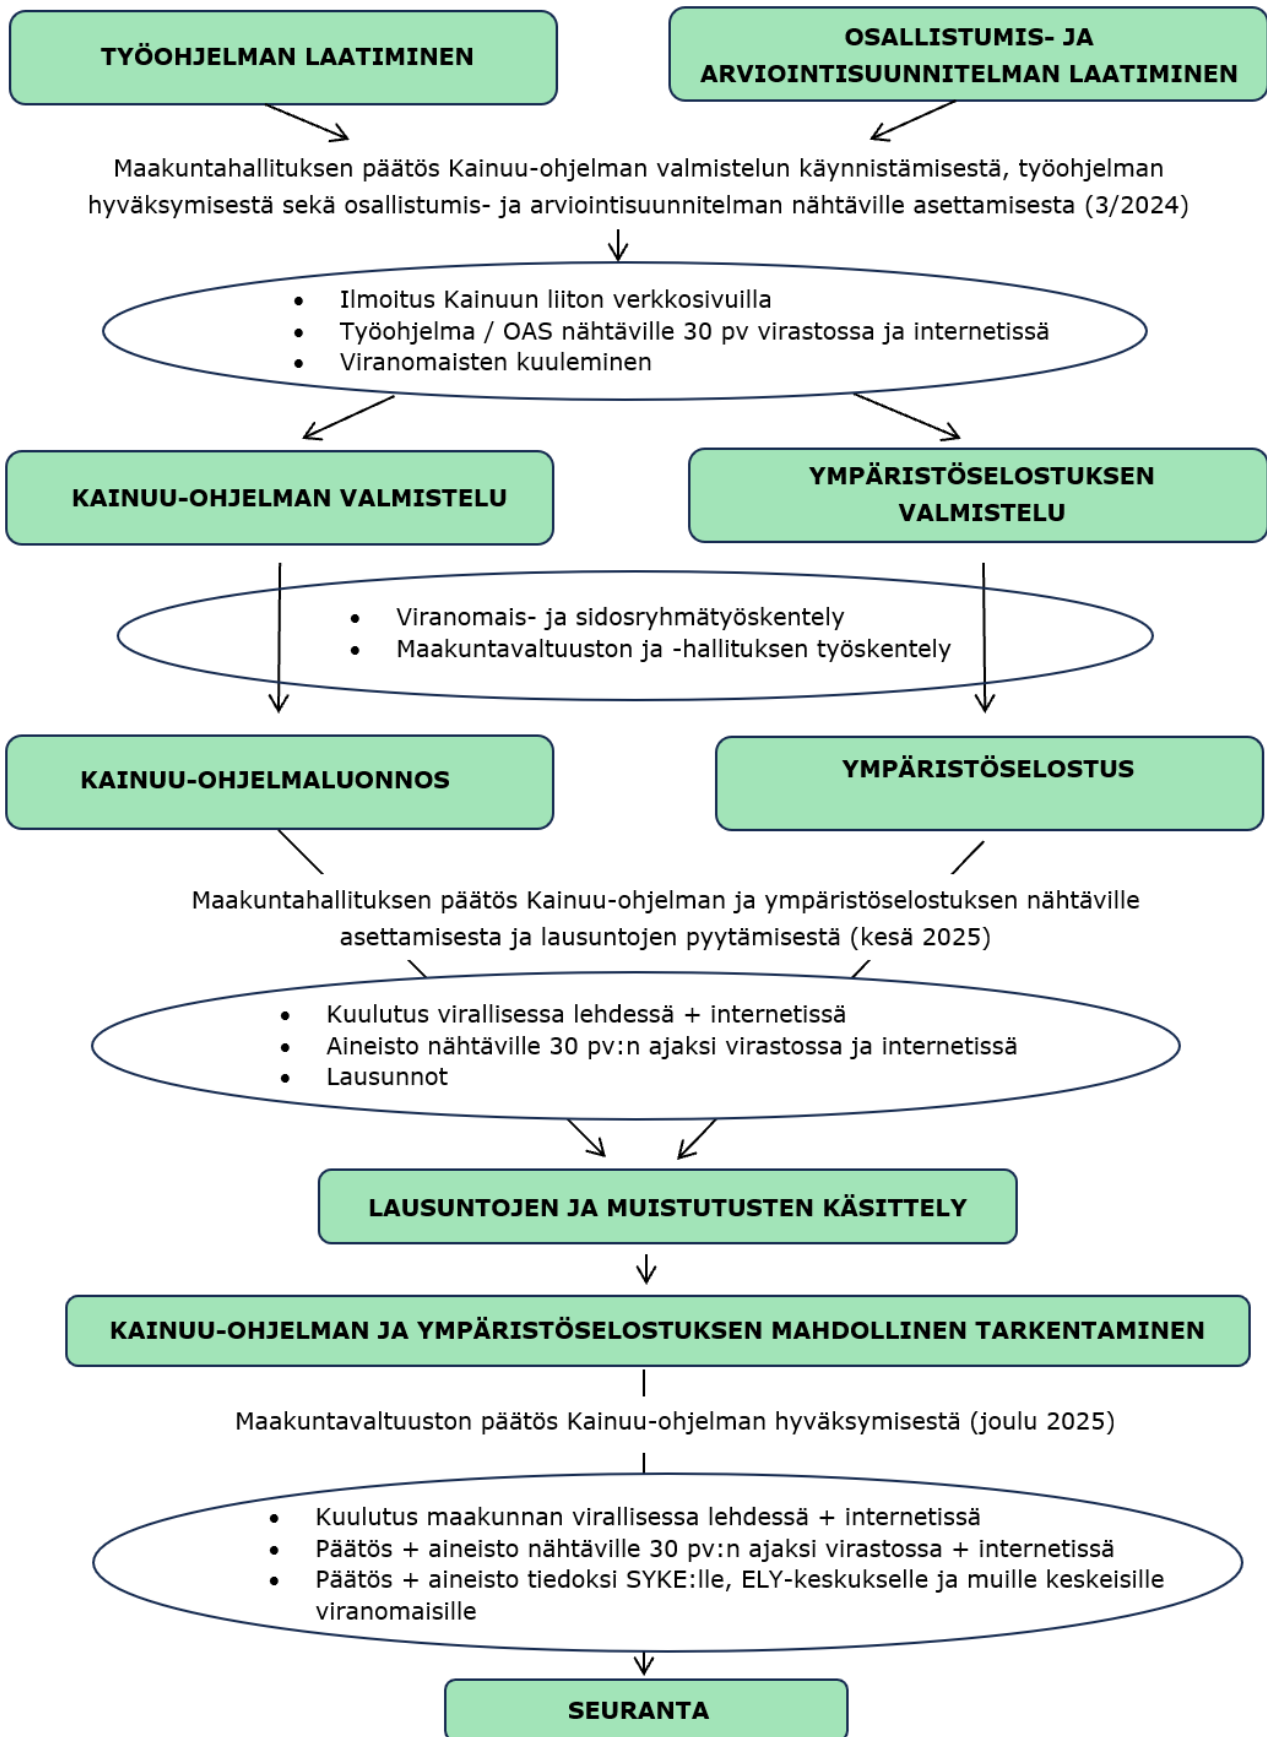 TYÖOHJELMAN LAATIMINEN
OSALLISTUMIS- JA
ARVIOINTISUUNNITELMAN LAATIMINEN
Maakuntahallituksen päätös Kainuu-ohjelman valmistelun käynnistämisestä, työohjelman
hyväksymisestä sekä osallistumis- ja arviointisuunnitelman nähtäville asettamisesta (3/2024)
• Ilmoitus Kainuun liiton verkkosivuilla
• Työohjelma / OAS nähtäville 30 pv virastossa ja internetissä
• Viranomaisten kuuleminen
KAINUU-OHJELMAN VALMISTELU
YMPÄRISTÖSELOSTUKSEN
VALMISTELU
• Viranomais- ja sidosryhmätyöskentely
• Maakuntavaltuuston ja -hallituksen työskentely
KAINUU-OHJELMALUONNOS
YMPÄRISTÖSELOSTUS
Maakuntahallituksen päätös Kainuu-ohjelman ja ympäristöselostuksen nähtäville
asettamisesta ja lausuntojen pyytämisestä (kesä 2025)
• Kuulutus virallisessa lehdessä + internetissä
• Aineisto nähtäville 30 pv:n ajaksi virastossa ja internetissä
• Lausunnot
LAUSUNTOJEN JA MUISTUTUSTEN KÄSITTELY
KAINUU-OHJELMAN JA YMPÄRISTÖSELOSTUKSEN MAHDOLLINEN TARKENTAMINEN
Maakuntavaltuuston päätös Kainuu-ohjelman hyväksymisestä (joulu 2025)
• Kuulutus maakunnan virallisessa lehdessä + internetissä
• Päätös + aineisto nähtäville 30 pv:n ajaksi virastossa + internetissä
• Päätös + aineisto tiedoksi SYKE:lle, ELY-keskukselle ja muille keskeisille
viranomaisille
SEURANTA